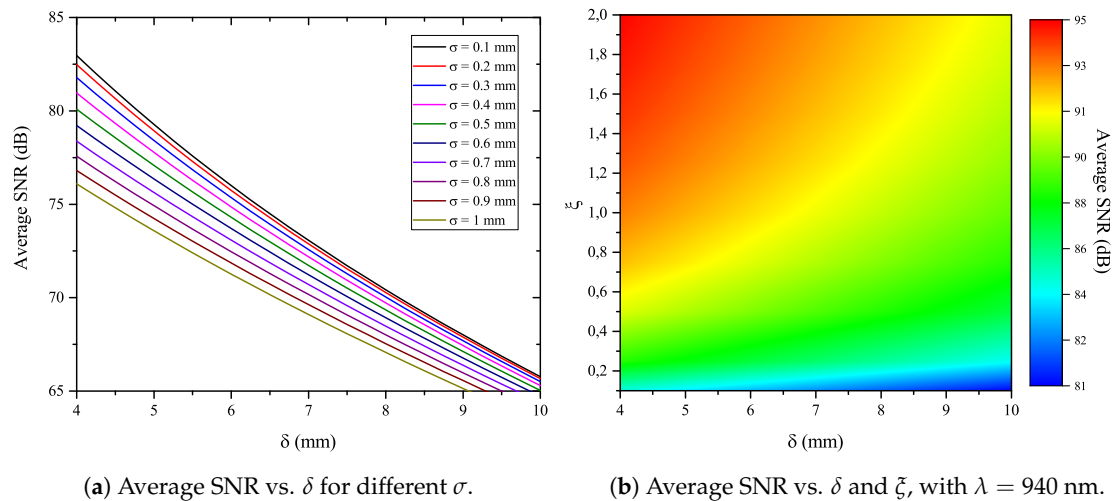 85
80
75
70
65
4
5
6
7
8
9
10
Average SNR (dB)
δ (mm)
σ = 0.1 mm
σ = 0.2 mm
σ = 0.3 mm
σ = 0.4 mm
σ = 0.5 mm
σ = 0.6 mm
σ = 0.7 mm
σ = 0.8 mm
σ = 0.9 mm
σ = 1 mm
2,0
1,8
1,6
1,4
1,2
1,0
0,8
0,6
0,4
0,2
ξ
4
5
6
7
8
9
10
δ (mm)
95
93
92
91
90
88
87
86
84
83
82
81
Average SNR (dB)
(a) Average SNR vs. δ for different σ.
(b) Average SNR vs. δ and ξ, with λ = 940 nm.